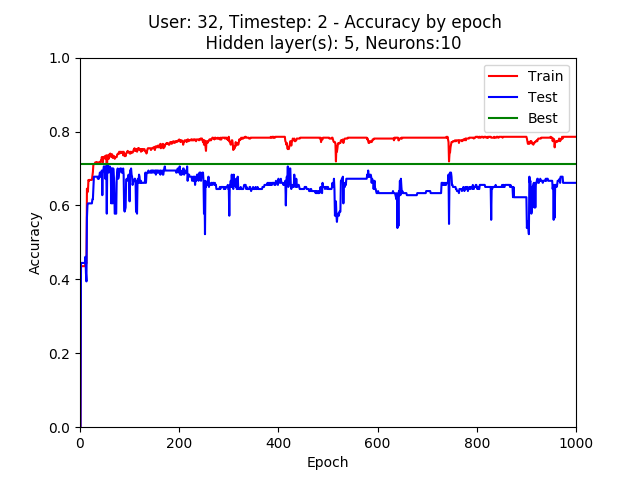 User: 32, Timestep: 2 - Accuracy by epoch
Hidden layer(s): 5, Neurons:10
1.0
0.8
0.6
0.4
0.2
0.0
Accuracy
Train
Test
Best
0
200
400
600
800
1000
Epoch